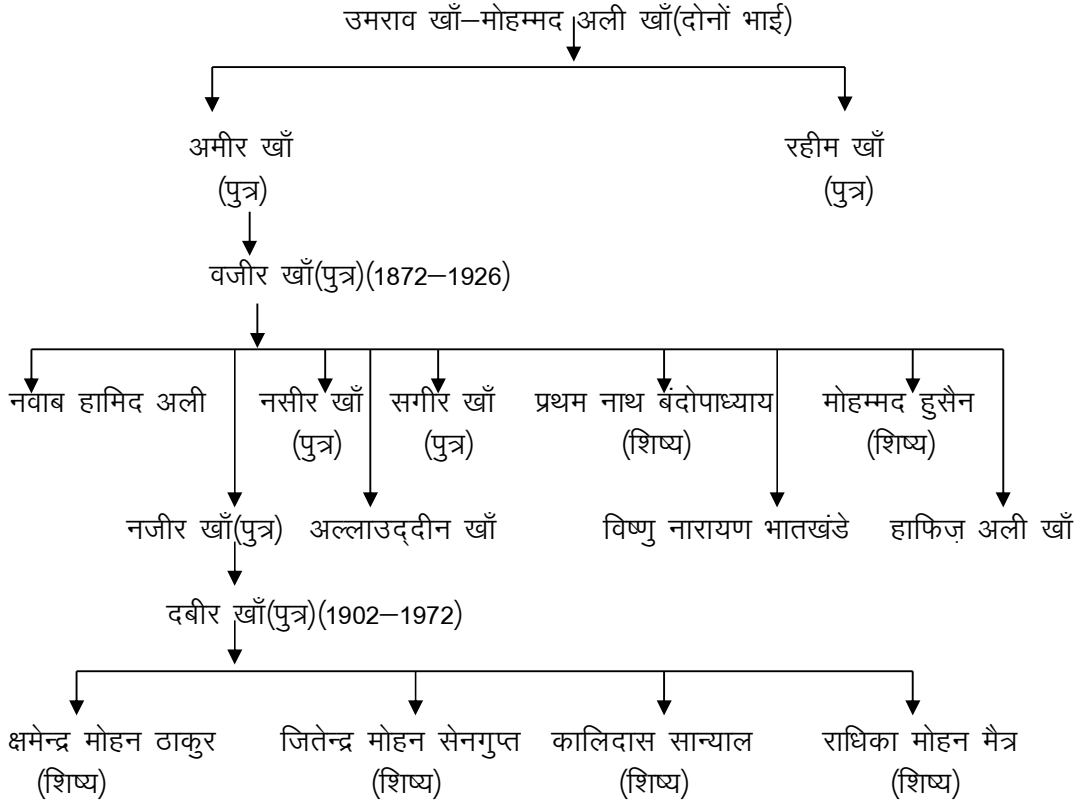 उमराव खाँ–मोहम्मद अली खाँ(दोनों भाई)
अमीर खाँ रहीम खाँ
(पुत्र) (पुत्र)
वजीर खाँ(पुत्र)(1872–1926)
नवाब हामिद अली नसीर खाँ सगीर खाँ प्रथम नाथ बंदोपाध्याय मोहम्मद हुसैन
(पुत्र) (पुत्र) (शिष्य) (शिष्य)
नजीर खाँ(पुत्र) अल्लाउद्दीन खाँ विष्णु नारायण भातखंडे हाफिज़ अली खाँ
दबीर खाँ(पुत्र)(1902–1972)
क्षमेन्द्र मोहन ठाकुर जितेन्द्र मोहन सेनगुप्त कालिदास सान्याल राधिका मोहन मैत्र
(शिष्य) (शिष्य) (शिष्य) (शिष्य)